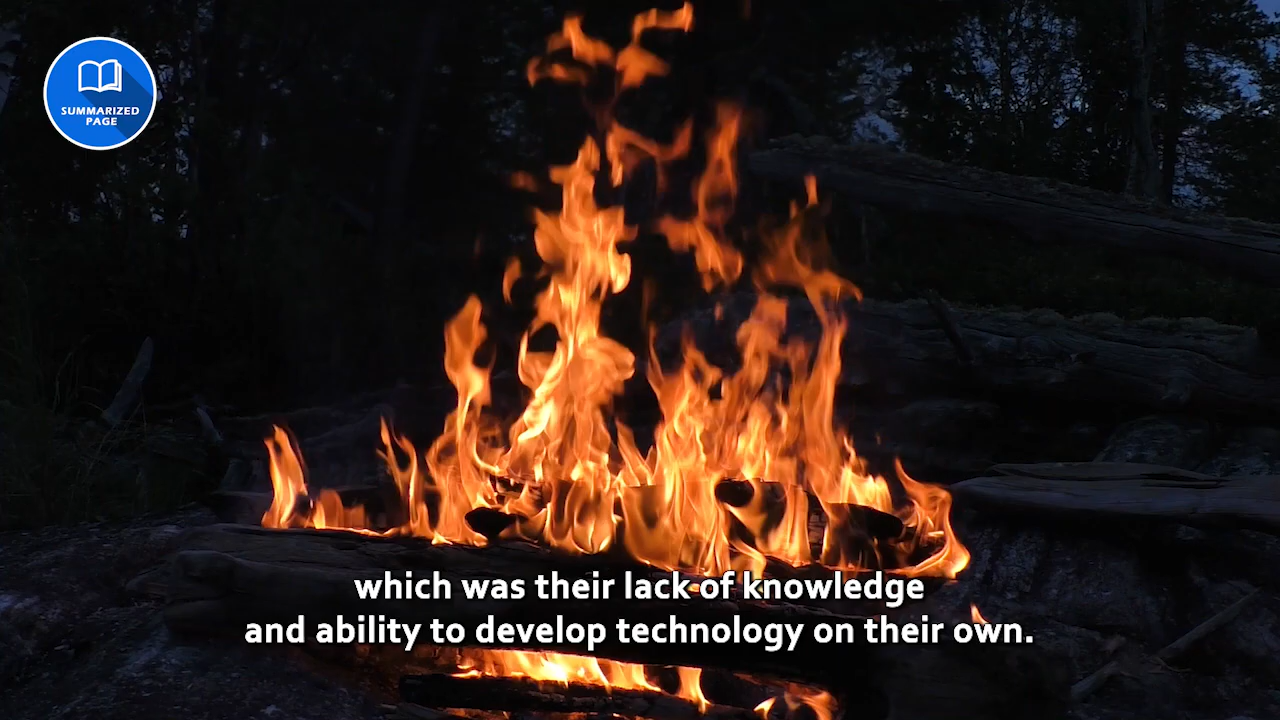 SUMMARIZED
PAGE
which was their lack of knowledge
and ability to develop technology on their own.